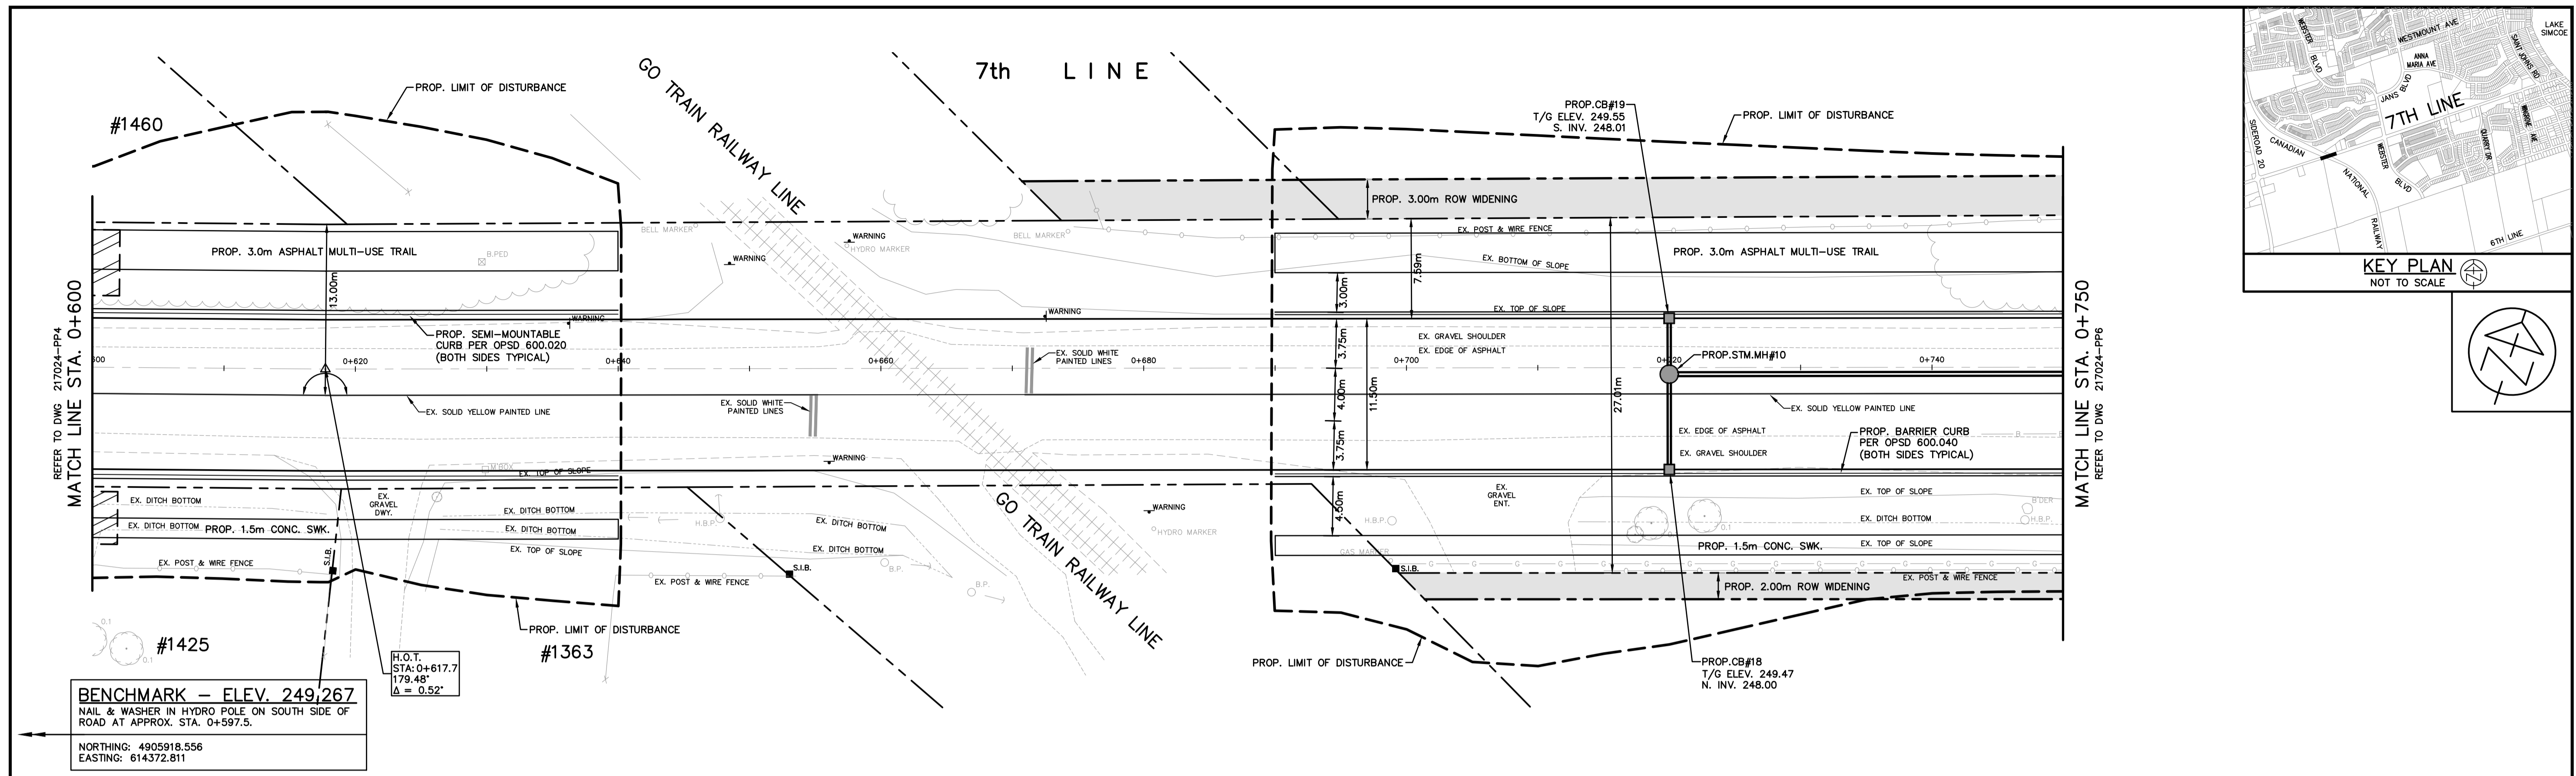 7th LINE
GO TRAIN RAILWAY LINE
GO TRAIN RAILWAY LINE
#1460
PROP. LIMIT OF DISTURBANCE
PROP. 3.0m ASPHALT MULTI-USE TRAIL
B.PED
13.00m
REFER TO DWG 217024-PP4
MATCH LINE STA. 0+600
PROP. SEMI-MOUNTABLE
CURB PER OPSD 600.020
(BOTH SIDES TYPICAL)
WARNING
BELL MARKER
WARNING
WARNING
HYDRO MARKER
BELL MARKER
WARNING
600
0+620
0+640
0+660
0+680
0+700
0+720
0+740
EX. SOLID WHITE
PAINTED LINES
EX. SOLID WHITE
PAINTED LINES
EX. SOLID YELLOW PAINTED LINE
WARNING
M.BOX
EX. TOP OF SLOPE
EX. DITCH BOTTOM
EX.
GRAVEL
DWY.
EX. DITCH BOTTOM
EX. DITCH BOTTOM
PROP. 1.5m CONC. SWK.
EX. DITCH BOTTOM
EX. TOP OF SLOPE
EX. POST & WIRE FENCE
S.I.B.
H.B.P.
EX. DITCH BOTTOM
EX. DITCH BOTTOM
B.P.
S.I.B.
EX. POST & WIRE FENCE
B.P.
WARNING
HYDRO MARKER
PROP. LIMIT OF DISTURBANCE
#1425
0.1
0.1
#1363
H.O.T.
STA: 0+617.7
179.48°
Δ = 0.52°
BENCHMARK – ELEV. 249.267
NAIL & WASHER IN HYDRO POLE ON SOUTH SIDE OF
ROAD AT APPROX. STA. 0+597.5.
NORTHING: 4905918.556
EASTING: 614372.811
PROP.CB#19
T/G ELEV. 249.55
S. INV. 248.01
PROP. LIMIT OF DISTURBANCE
PROP. 3.00m ROW WIDENING
EX. POST & WIRE FENCE
PROP. 3.0m ASPHALT MULTI-USE TRAIL
EX. BOTTOM OF SLOPE
7.59m
3.00m
EX. TOP OF SLOPE
EX. GRAVEL SHOULDER
EX. EDGE OF ASPHALT
3.75m
4.00m
11.50m
3.75m
27.01m
4.50m
PROP.STM.MH#10
EX. SOLID YELLOW PAINTED LINE
EX. EDGE OF ASPHALT
EX. GRAVEL SHOULDER
PROP. BARRIER CURB
PER OPSD 600.040
(BOTH SIDES TYPICAL)
B
B
EX.
GRAVEL
ENT.
EX. TOP OF SLOPE
EX. DITCH BOTTOM
H.B.P.
0.1
H.B.P.
GAS MARKER
PROP. 1.5m CONC. SWK.
EX. TOP OF SLOPE
S.I.B.
G G G G G G G G G G G G
EX. POST & WIRE FENCE
PROP. 2.00m ROW WIDENING
PROP. LIMIT OF DISTURBANCE
PROP.CB#18
T/G ELEV. 249.47
N. INV. 248.00
MATCH LINE STA. 0+750
REFER TO DWG 217024-PP6
WEBSTER
BLVD
WESTMOUNT AVE
LAKE
SIMCOE
SAINT JOHNS RD
ANNA
MARIA AVE
JANS BLVD
7TH LINE
SIDEROAD 20
CANADIAN
NATIONAL
RAILWAY
WEBSTER
BLVD
QUARRY DR
AVE
6TH LINE
KEY PLAN
NOT TO SCALE